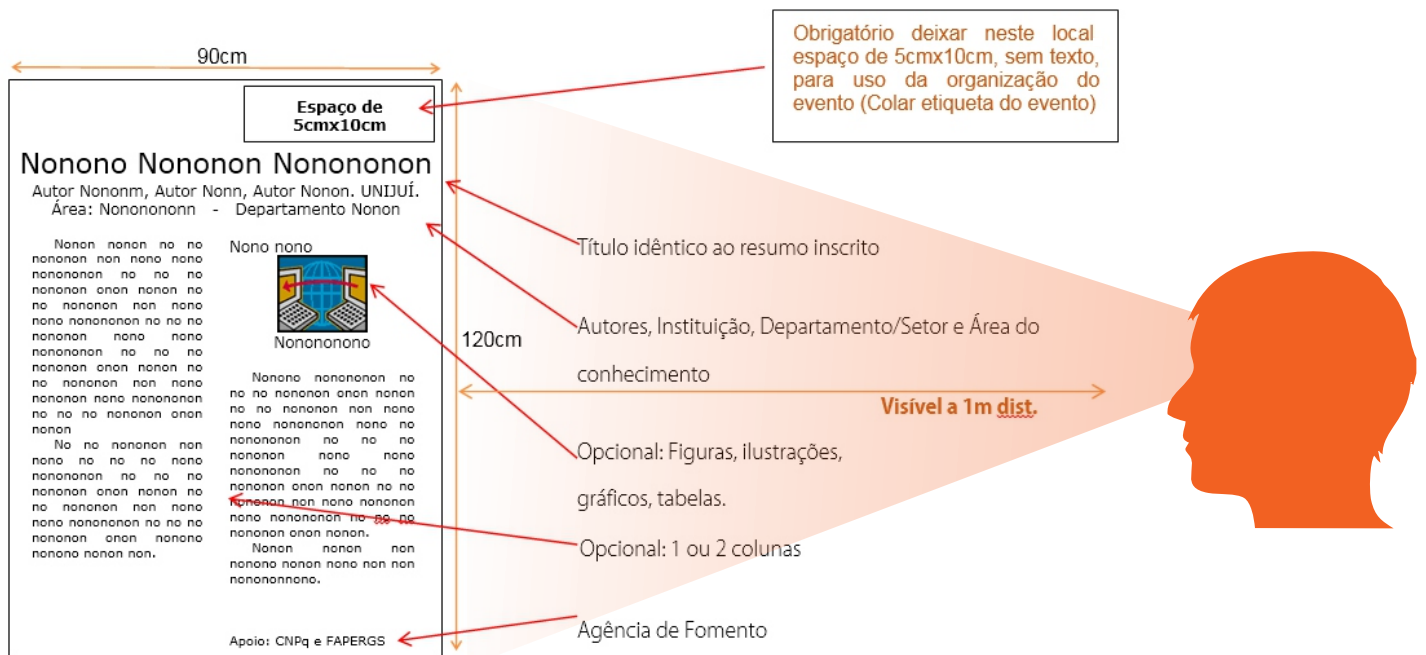 Obrigatório deixar neste local
espaço de 5cmx10cm, sem texto,
para uso da organização do
evento (Colar etiqueta do evento)
90cm
Espaço de
5cmx10cm
Nonono Nononon Nonononon
Autor Nononm, Autor Nonn, Autor Nonon. UNIJUÍ.
Área: Nononononn - Departamento Nonon
Nonon nonon no no
nononon non nono nono
nonononon no no no
nononon onon nonon no
no nononon non nono
nono nonononon no no no
nononon nono nono
nonononon no no no
nononon onon nonon no
no nononon non nono
nononon nono nonononon
no no no nononon onon
nonon
No no nononon non
nono no no no nono
nonononon no no no
nononon onon nonon no
no nononon non nono
nono nonononon no no no
nononon onon nonono
nonono nonon non.
Nono nono
Nonononono
Nonono nonononon no
no no nononon onon nonon
no no nononon non nono
nono nonononon nono no
nonononon no no no
nononon nono nono
nonononon no no no
nononon onon nonon no no
nononon non nono nononon
nono nonononon no no no
nononon onon nonon.
Nonon nonon non
nonono nonon nono non non
nonononnono.
Apoio: CNPq e FAPERGS
120cm
Título idêntico ao resumo inscrito
Autores, Instituição, Departamento/Setor e Área do
conhecimento
Visível a 1m dist.
Opcional: Figuras, ilustrações,
gráficos, tabelas.
Opcional: 1 ou 2 colunas
Agência de Fomento